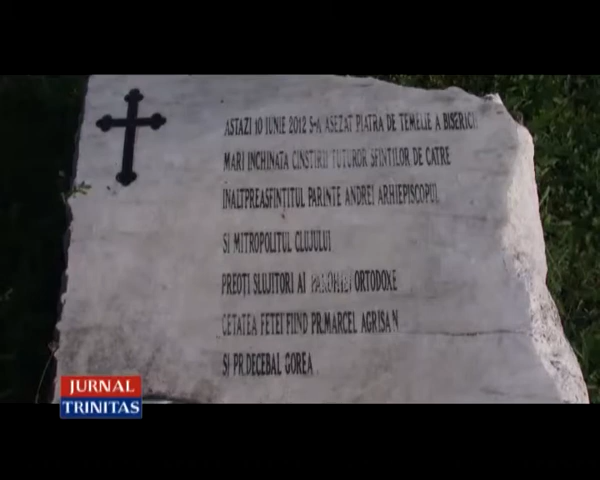 ASTAZI 10 IUNIE 2012 S-A ASEZAT PIATRA DE TEMELIE A BISERICII
MARI INCHINATA CINSTIRII TUTUROR SFINTILOR DE CATRE
INALTPREASFINTITUL PARINTE ANDREI ARHIEPISCOPUL
SI MITROPOLITUL CLUJULUI
PREOTI SLUJITORI AI PAROHIEI ORTODOXE
CETATEA FETEI FIIND PR.MARCEL AGRISAN
SI PR.DECEBAL GOREA
JURNAL
TRINITAS